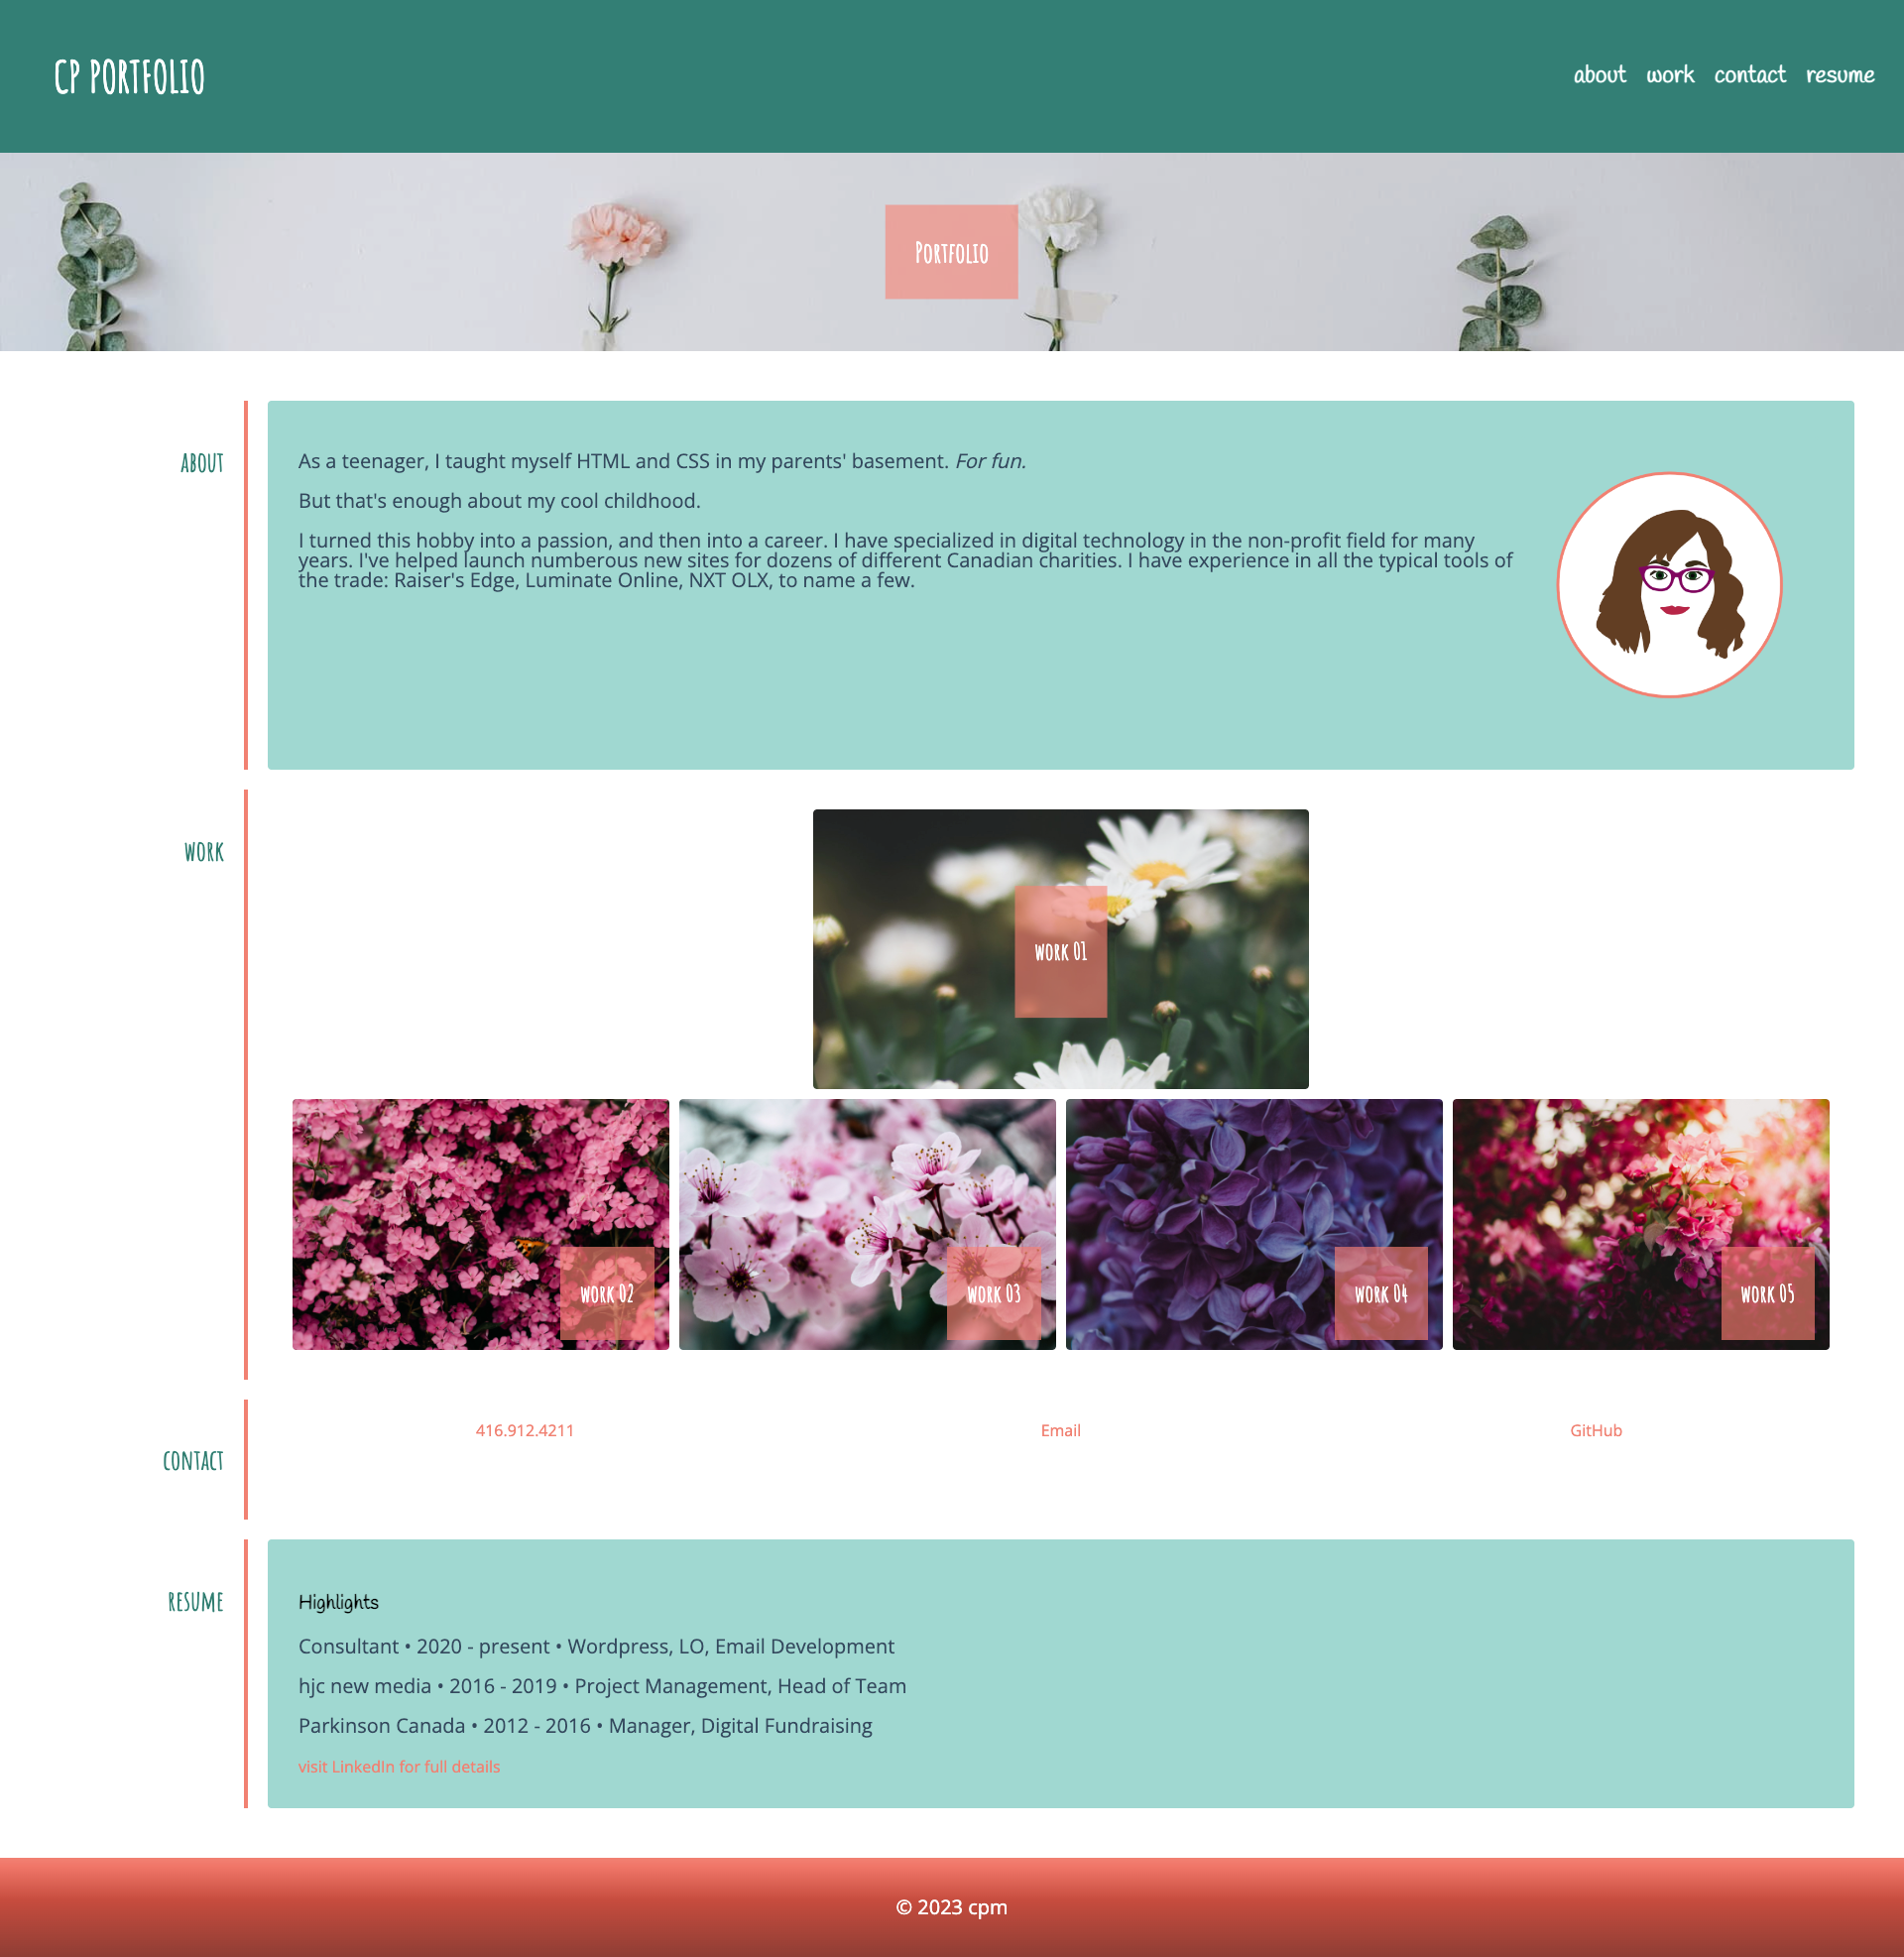 CP PORTFOLIO
about work contact resume
Portfolio
ABOUT
As a teenager, I taught myself HTML and CSS in my parents' basement. For fun.
But that's enough about my cool childhood.
I turned this hobby into a passion, and then into a career. I have specialized in digital technology in the non-profit field for many
years. I've helped launch numberous new sites for dozens of different Canadian charities. I have experience in all the typical tools of
the trade: Raiser's Edge, Luminate Online, NXT OLX, to name a few.
WORK
WORK 01
WORK 02
WORK 03
WORK 04
WORK 05
CONTACT
416.912.4211
Email
GitHub
RESUME
Highlights
Consultant • 2020 - present • Wordpress, LO, Email Development
hjc new media • 2016 - 2019 • Project Management, Head of Team
Parkinson Canada • 2012 - 2016 • Manager, Digital Fundraising
visit LinkedIn for full details
© 2023 cpm